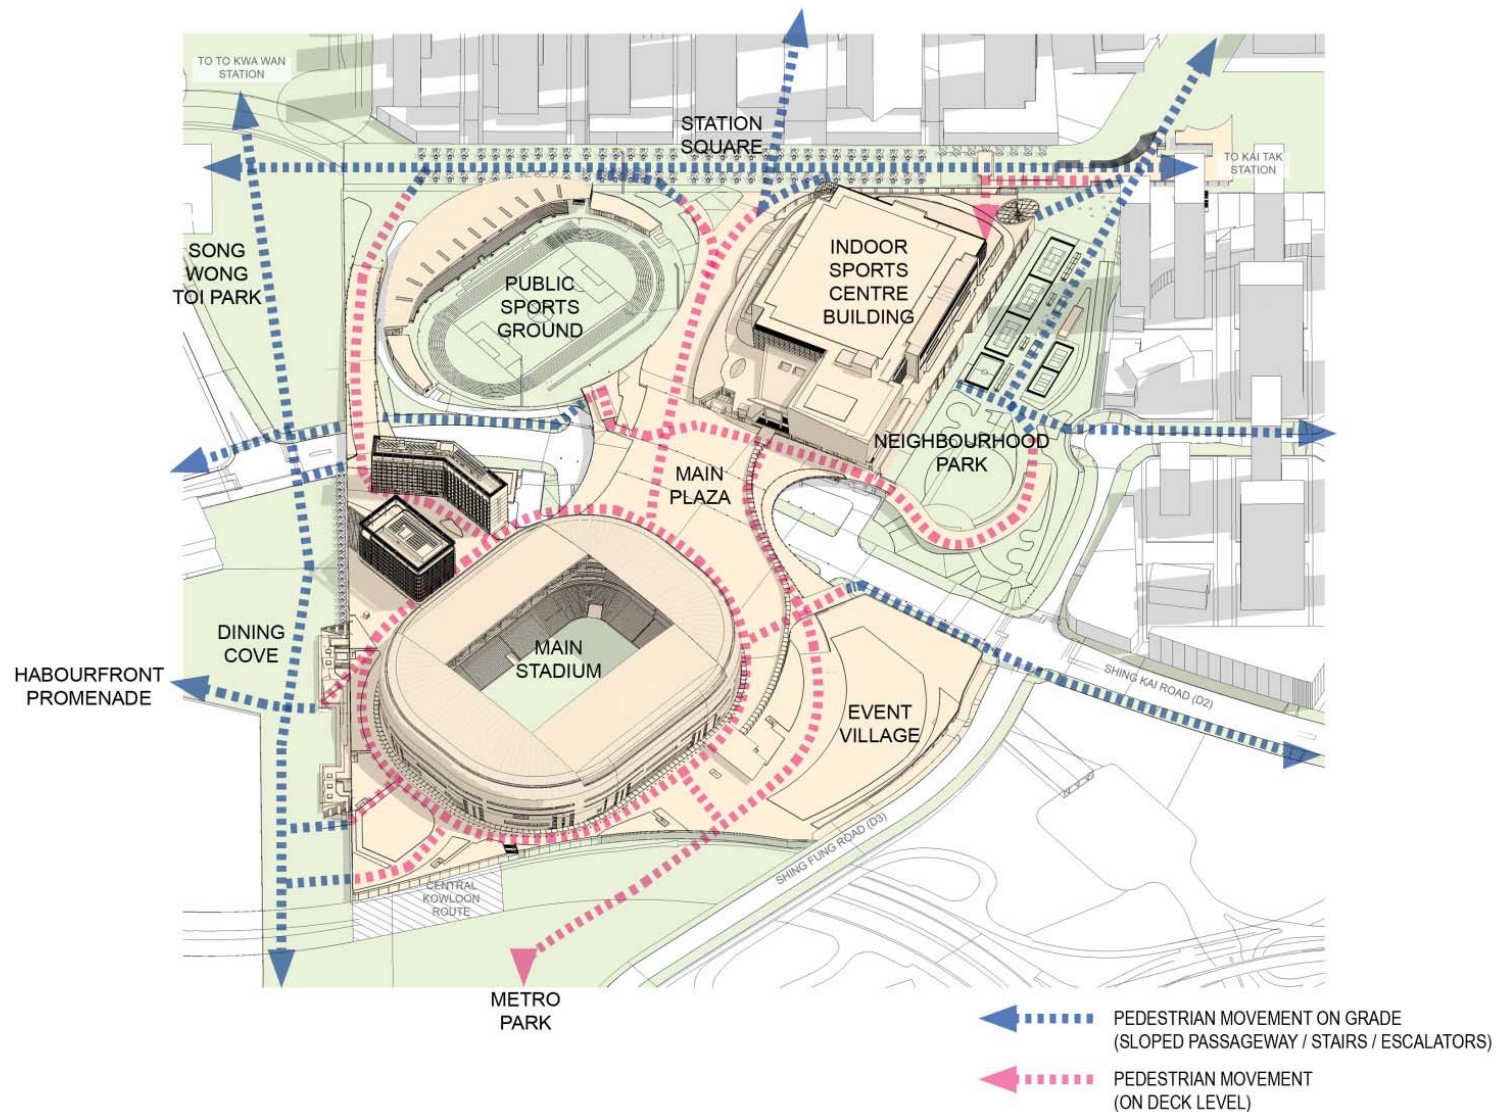 TO TO KWA WAN
STATION
STATION
SQUARE
TO KAI TAK
STATION
SONG
WONG
TOI PARK
PUBLIC
SPORTS
GROUND
INDOOR
SPORTS
CENTRE
BUILDING
NEIGHBOURHOOD
PARK
MAIN
PLAZA
DINING
COVE
MAIN
STADIUM
HABOURFRONT
PROMENADE
SHING KAI ROAD (D2)
EVENT
VILLAGE
SHING FUNG ROAD (D3)
CENTRAL
KOWLOON
ROUTE
METRO
PARK
PEDESTRIAN MOVEMENT ON GRADE
(SLOPED PASSAGEWAY / STAIRS / ESCALATORS)
PEDESTRIAN MOVEMENT
(ON DECK LEVEL)